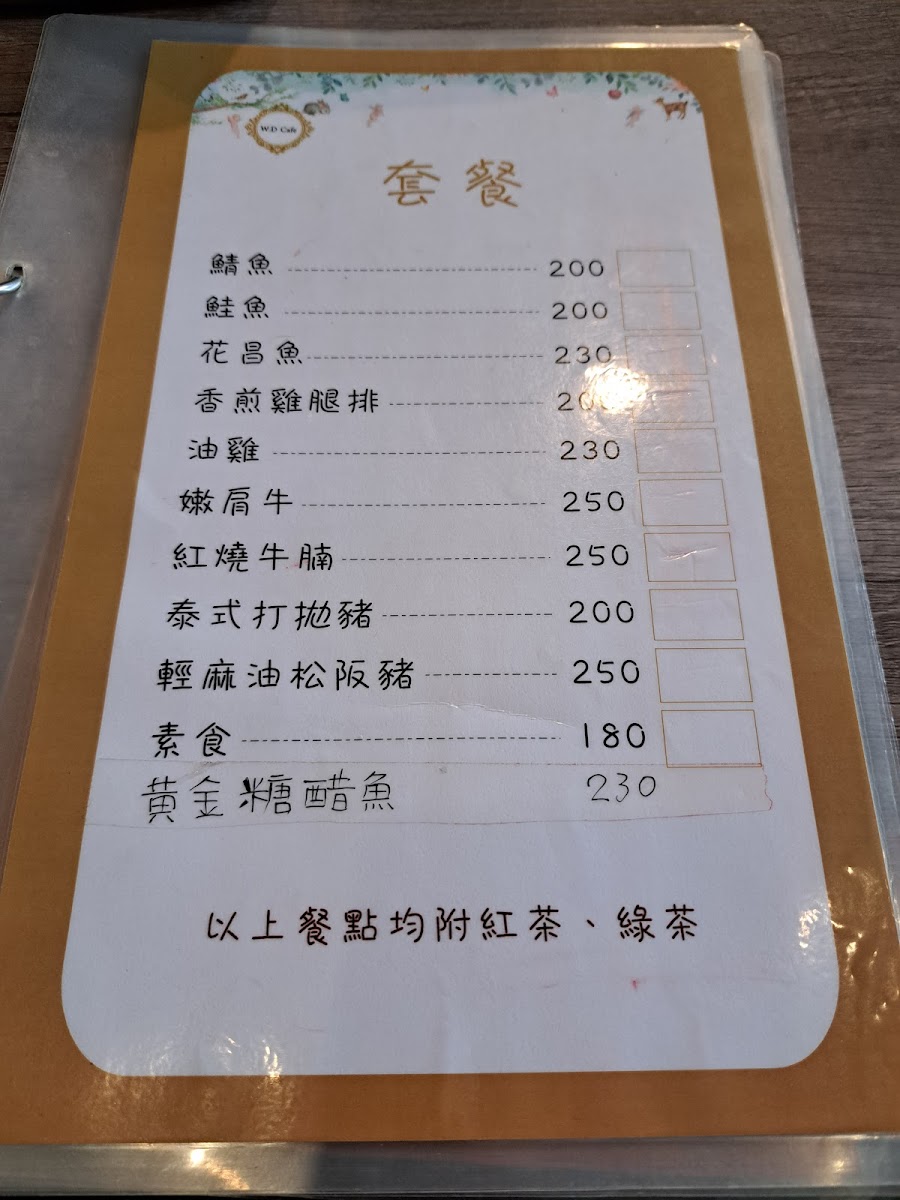 W.D Cafe
套餐
鯖魚 200
鮭魚 200
花昌魚 230
香煎雞腿排 200
油雞 230
嫩肩牛 250
紅燒牛腩 250
泰式打拋豬 200
輕麻油松阪豬 250
素食 180
黃金糖醋魚 230
以上餐點均附紅茶、綠茶